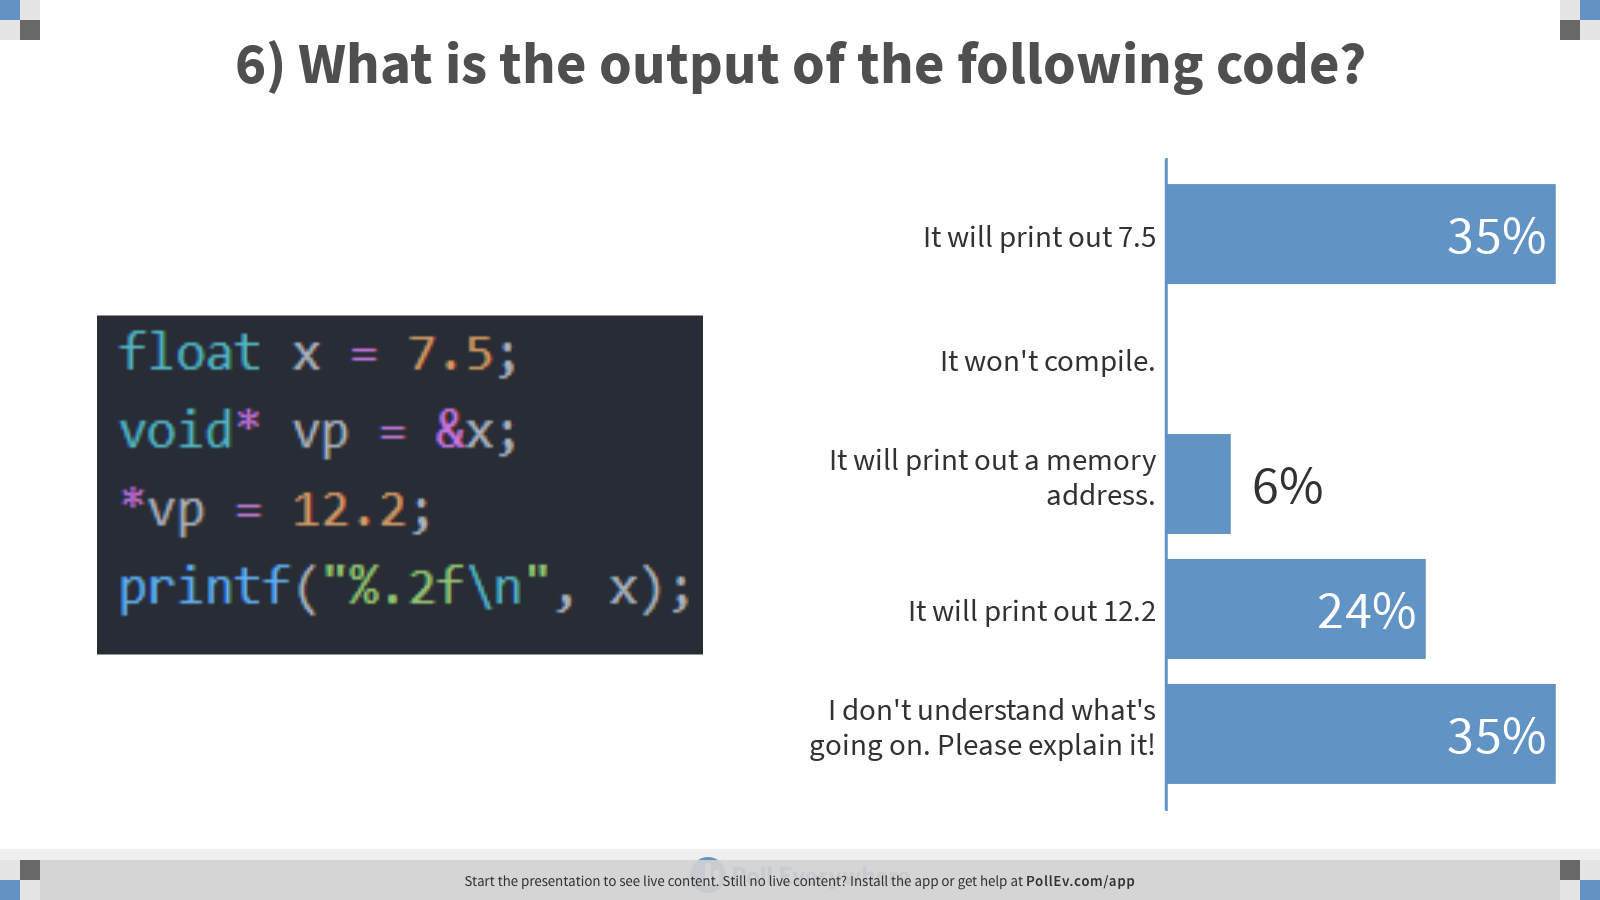 6) What is the output of the following code?
float x = 7.5;
void* vp = &x;
*vp = 12.2;
printf("%.2f\n", x);
It will print out 7.5
35%
It won't compile.
It will print out a memory
address.
6%
It will print out 12.2
24%
I don't understand what's
going on. Please explain it!
35%
Start the presentation to see live content. Still no live content? Install the app or get help at PollEv.com/app